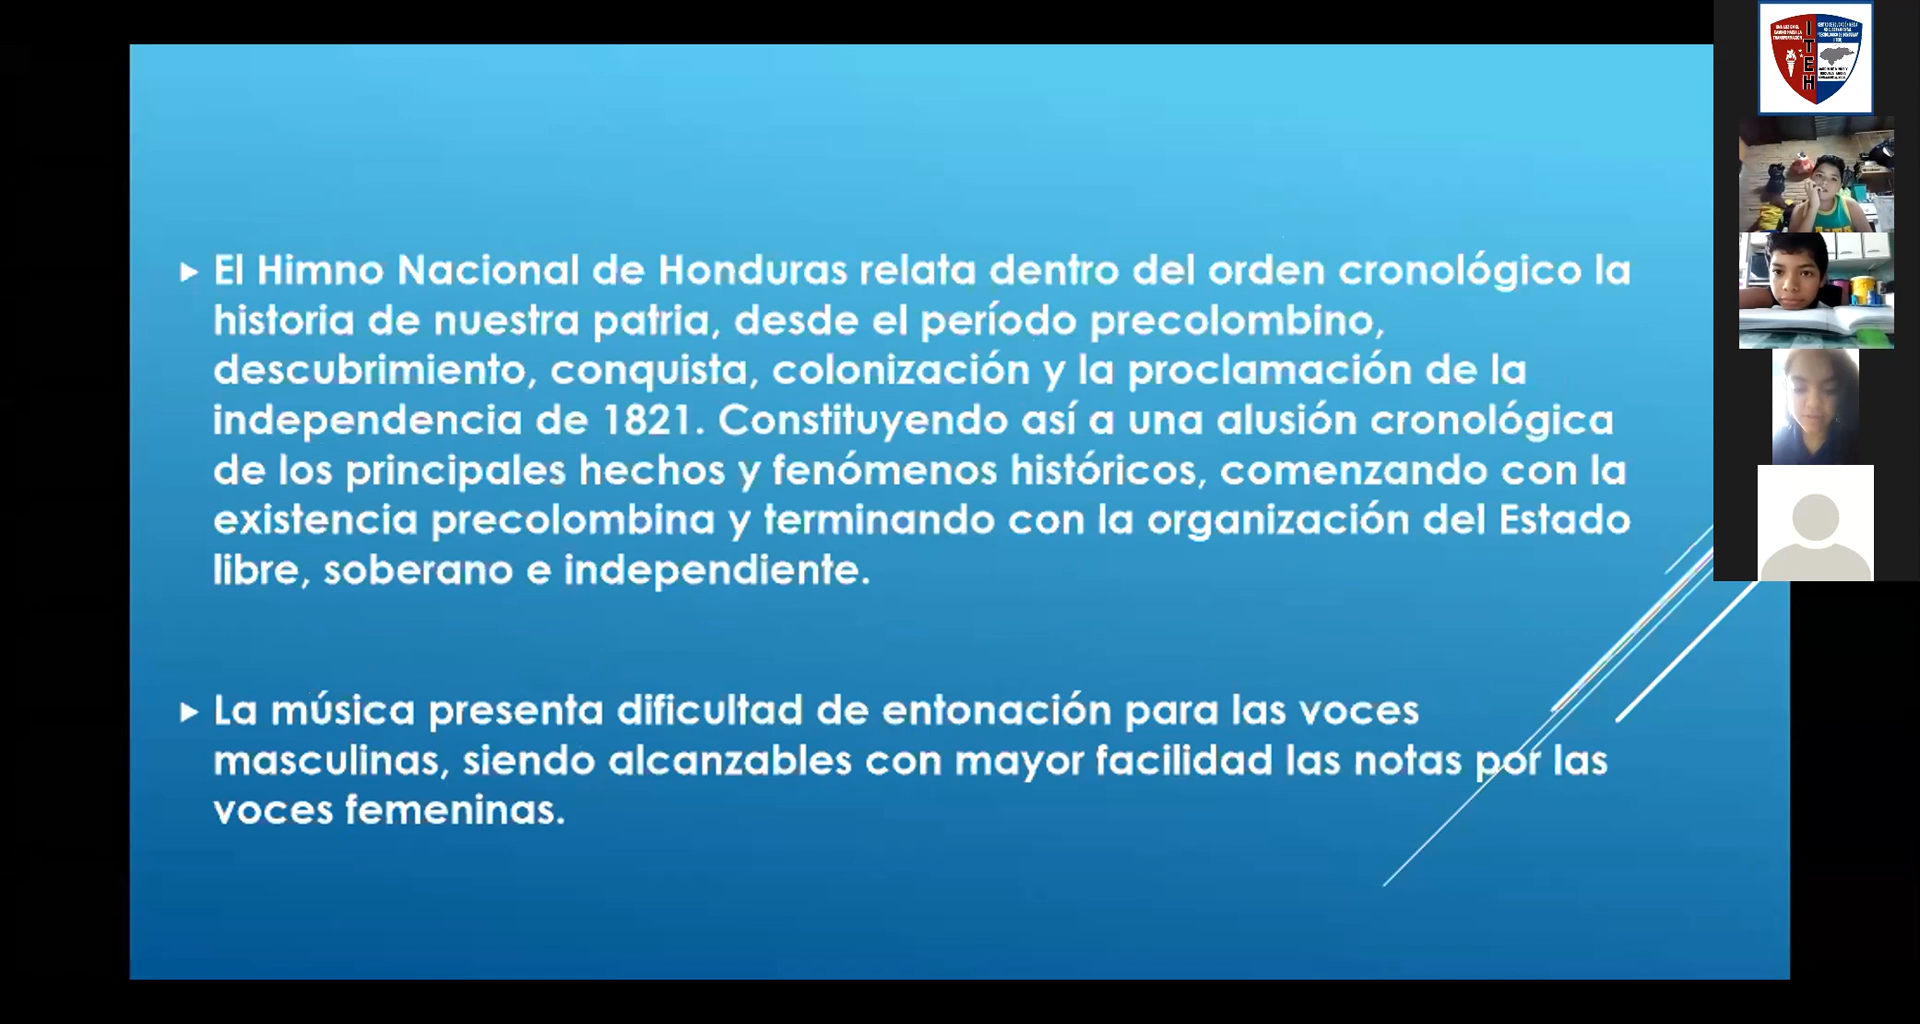 El Himno Nacional de Honduras relata dentro del orden cronológico la
historia de nuestra patria, desde el período precolombino,
descubrimiento, conquista, colonización y la proclamación de la
independencia de 1821. Constituyendo así a una alusión cronológica
de los principales hechos y fenómenos históricos, comenzando con la
existencia precolombina y terminando con la organización del Estado
libre, soberano e independiente.
La música presenta dificultad de entonación para las voces
masculinas, siendo alcanzables con mayor facilidad las notas por las
voces femeninas.
ITEH